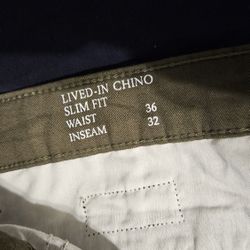 LIVED-IN CHINO
SLIM FIT
WAIST 36
INSEAM 32